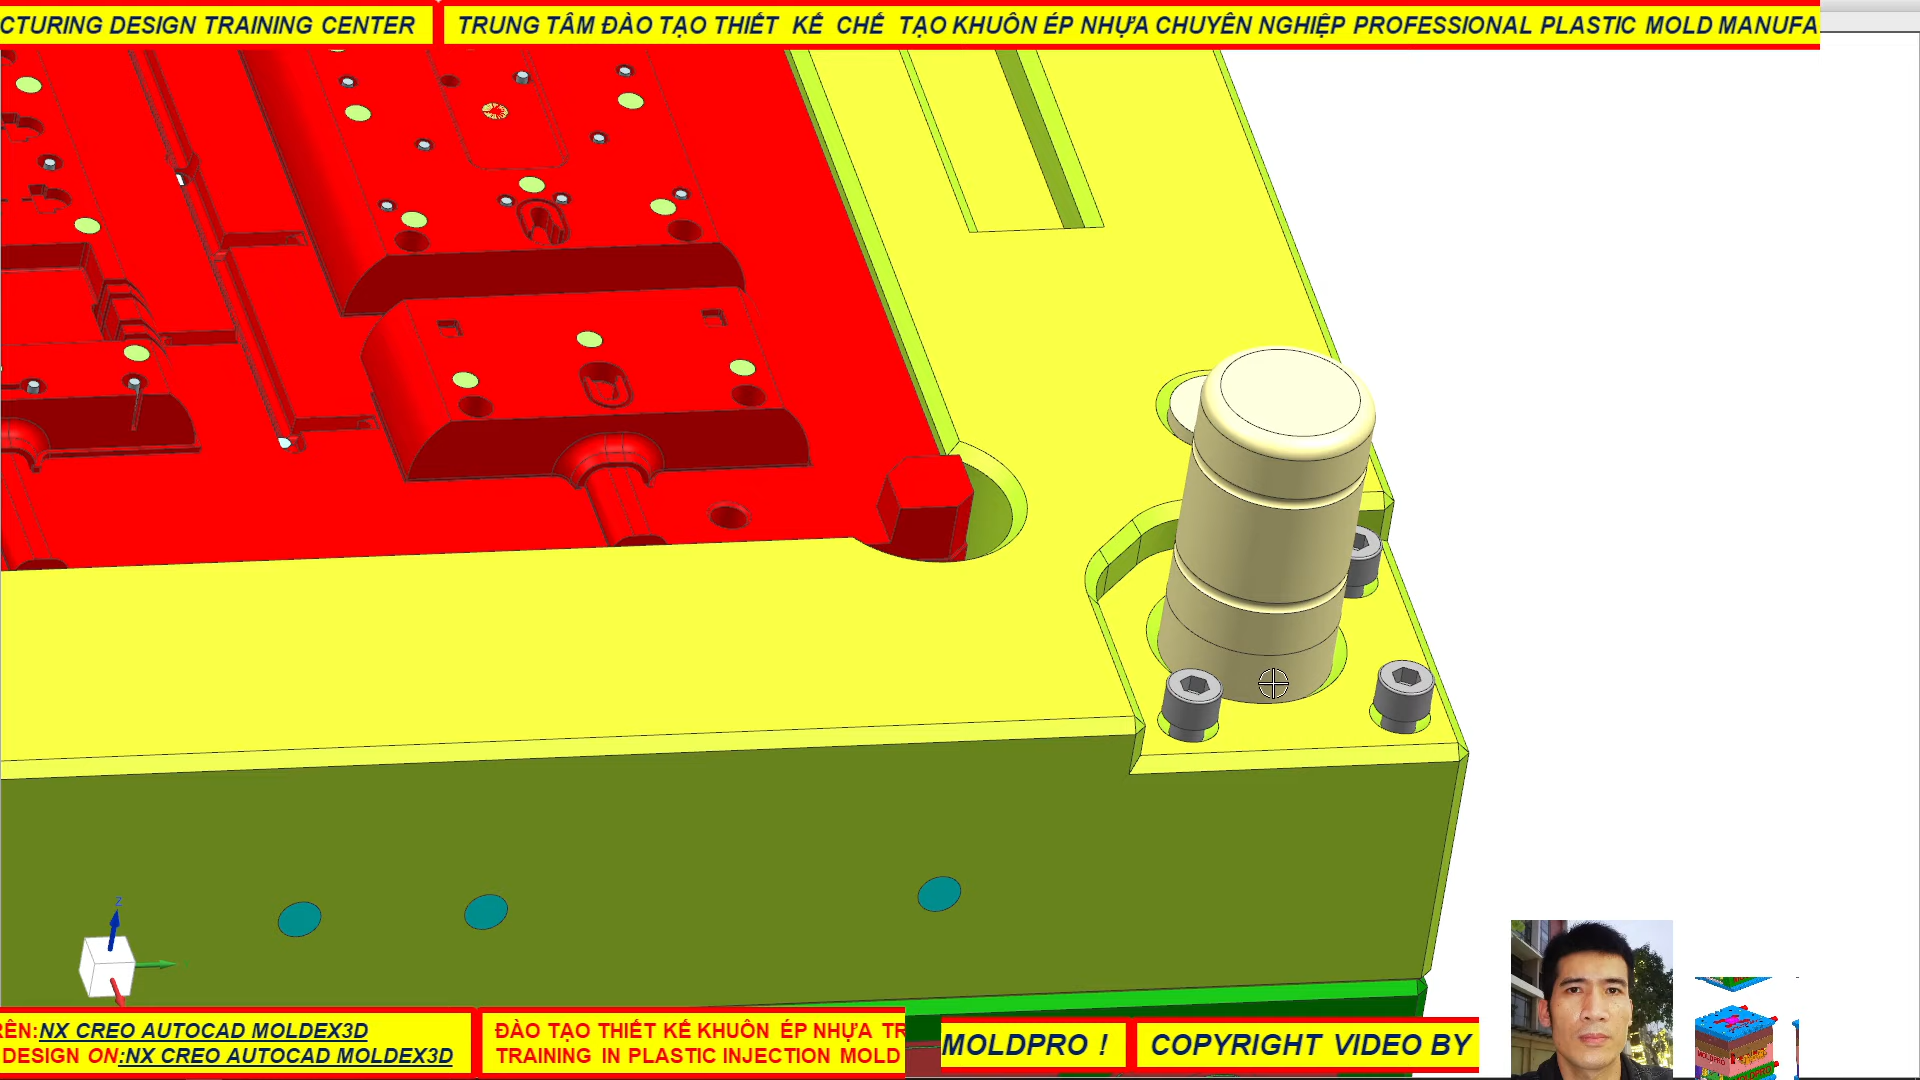 CTURING DESIGN TRAINING CENTER
TRUNG TÂM ĐÀO TẠO THIẾT KẾ CHẾ TẠO KHUÔN ÉP NHỰA CHUYÊN NGHIỆP PROFESSIONAL PLASTIC MOLD MANUFA
Z
RÊN:NX CREO AUTOCAD MOLDEX3D
DESIGN ON:NX CREO AUTOCAD MOLDEX3D
ĐÀO TẠO THIẾT KẾ KHUÔN ÉP NHỰA TR
TRAINING IN PLASTIC INJECTION MOLD
MOLDPRO !
COPYRIGHT VIDEO BY